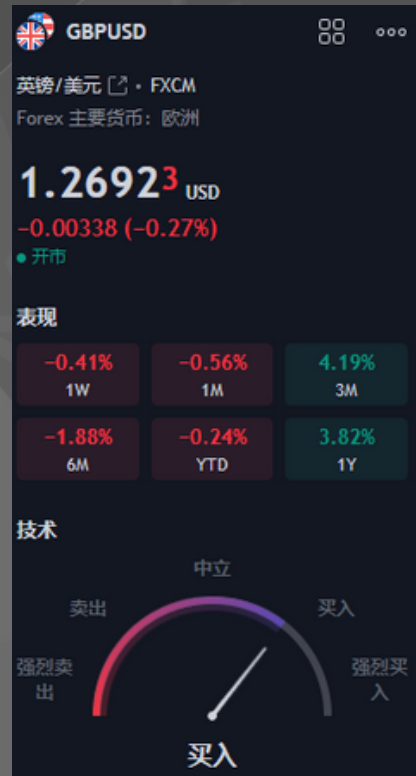 GBPUSD
英镑/美元 • FXCM
Forex 主要货币：欧洲
1.26923 USD
−0.00338 (−0.27%)
开市
表现
−0.41% −0.56% 4.19%
1W 1M 3M
−1.88% −0.24% 3.82%
6M YTD 1Y
技术
中立
卖出 买入
强烈卖 强烈买
出 入
买入